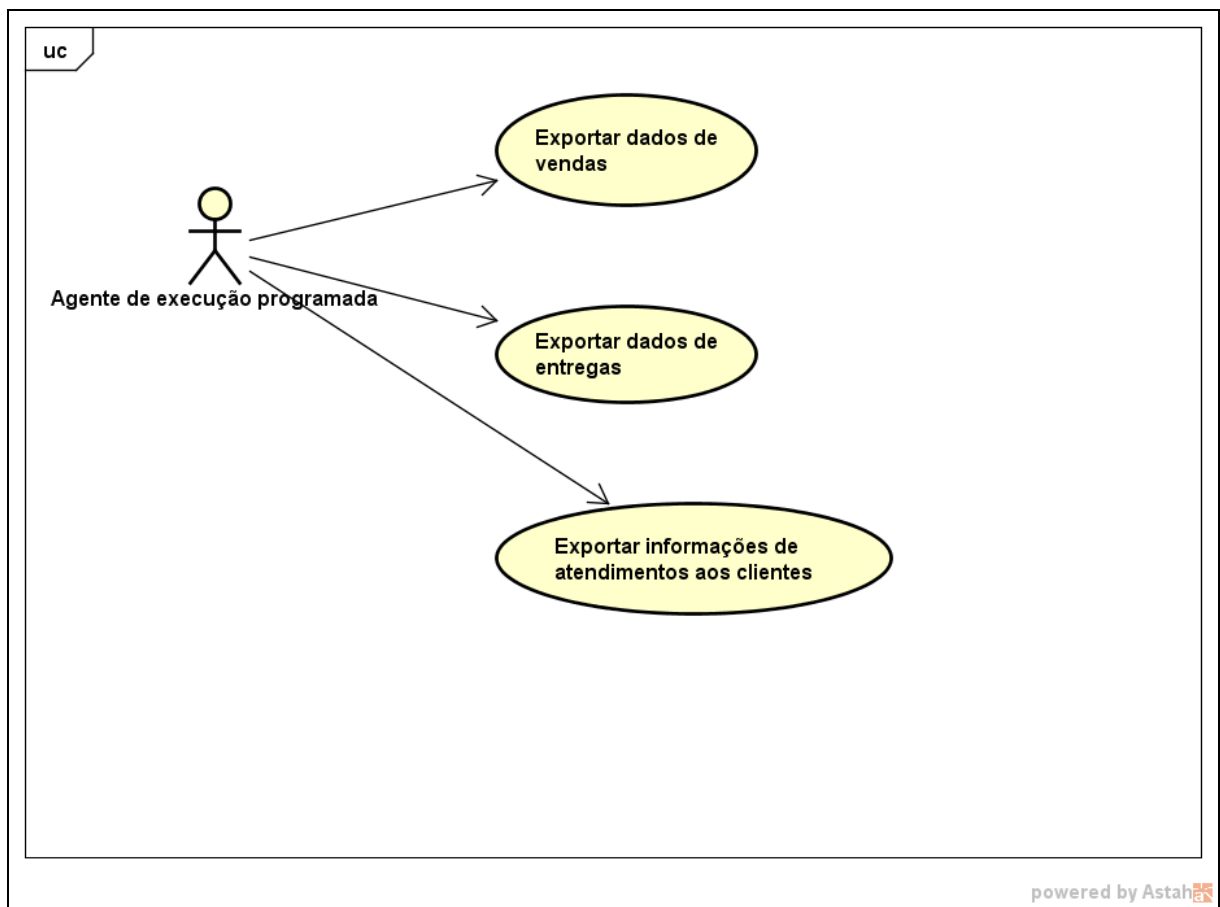 uc
Exportar dados de
vendas
Agente de execução programada
Exportar dados de
entregas
Exportar informações de
atendimentos aos clientes
powered by Astah